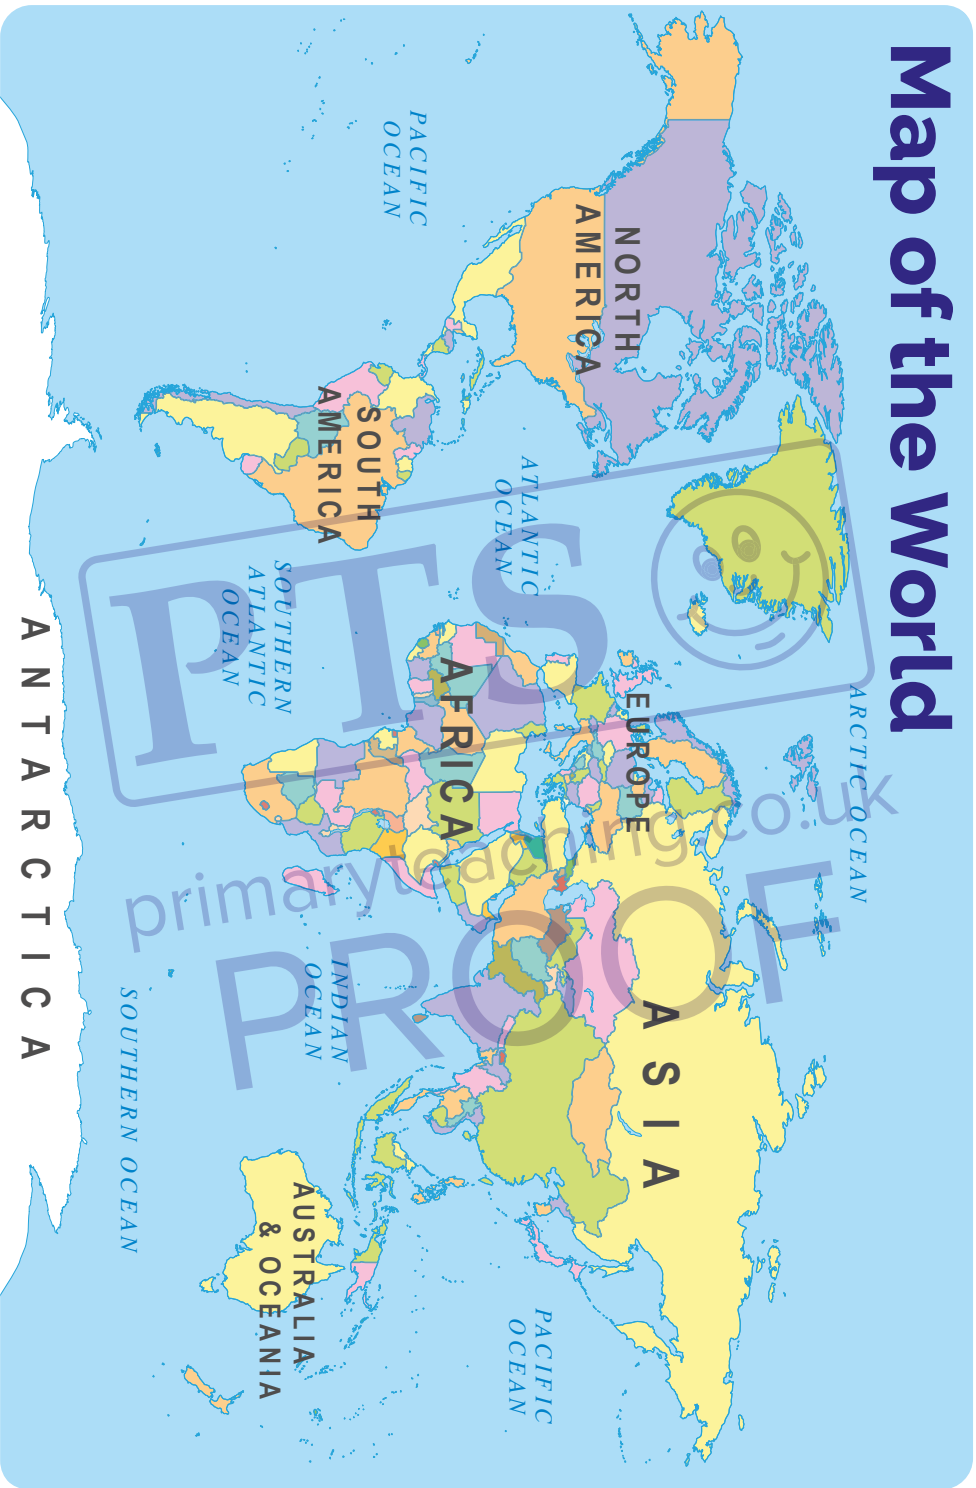 Map of the World
ARCTIC OCEAN
NORTH
AMERICA
EUROPE
ASIA
PACIFIC
OCEAN
ATLANTIC
OCEAN
AFRICA
PACIFIC
OCEAN
SOUTH
AMERICA
INDIAN
OCEAN
SOUTHERN
ATLANTIC
OCEAN
AUSTRALIA
& OCEANIA
SOUTHERN OCEAN
ANTARCTICA
PTS
primaryteaching.co.uk
PROOF